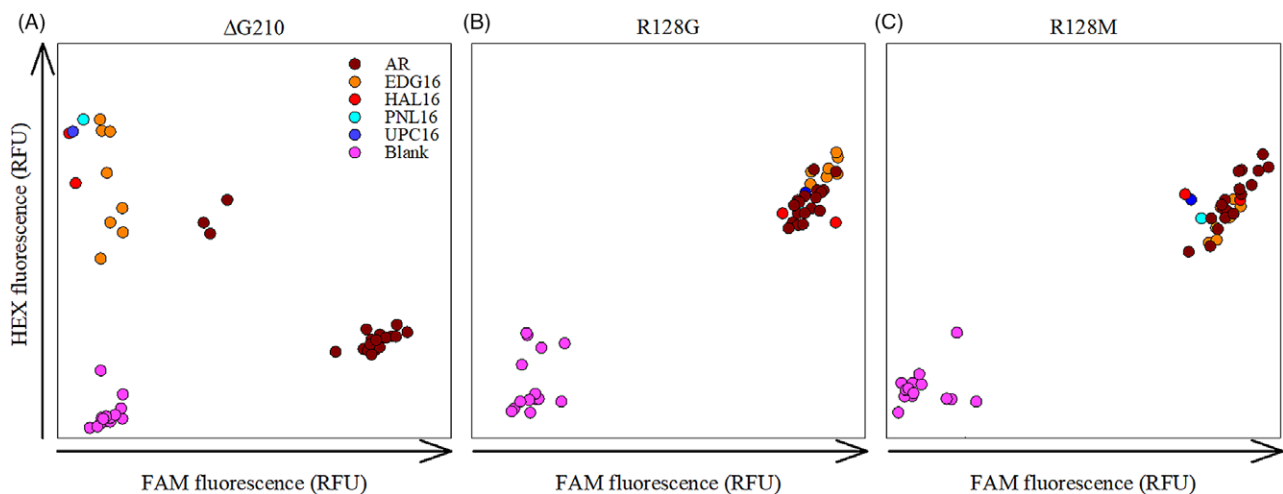 (A) ΔG210
(B) R128G
(C) R128M
AR
EDG16
HAL16
PNL16
UPC16
Blank
HEX fluorescence (RFU)
FAM fluorescence (RFU)
FAM fluorescence (RFU)
FAM fluorescence (RFU)